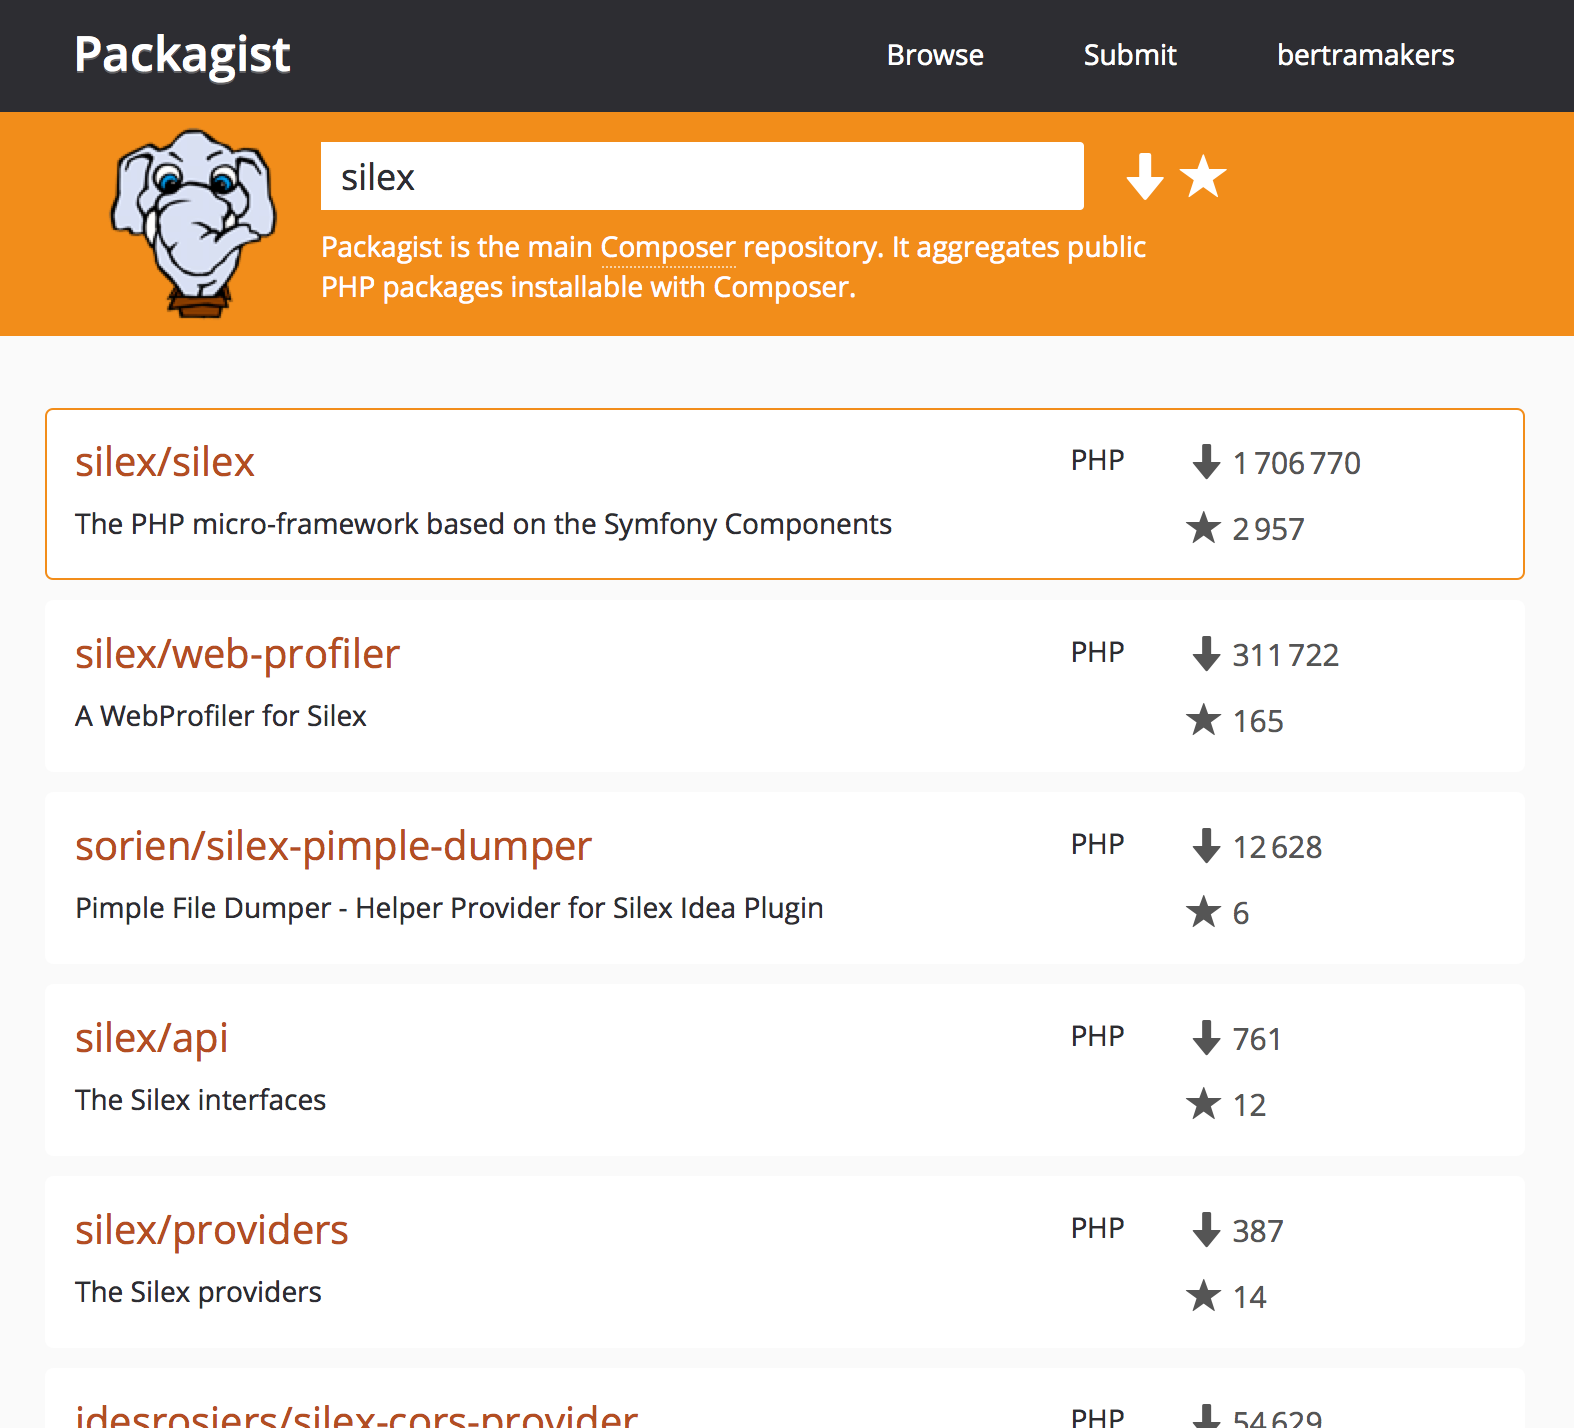 Packagist Browse Submit bertramakers
silex
Packagist is the main Composer repository. It aggregates public
PHP packages installable with Composer.
silex/silex PHP 1 706 770
The PHP micro-framework based on the Symfony Components 2 957
silex/web-profiler PHP 311 722
A WebProfiler for Silex 165
sorien/silex-pimple-dumper PHP 12 628
Pimple File Dumper - Helper Provider for Silex Idea Plugin 6
silex/api PHP 761
The Silex interfaces 12
silex/providers PHP 387
The Silex providers 14
jdesrosiers/silex-cors-provider PHP 54 629